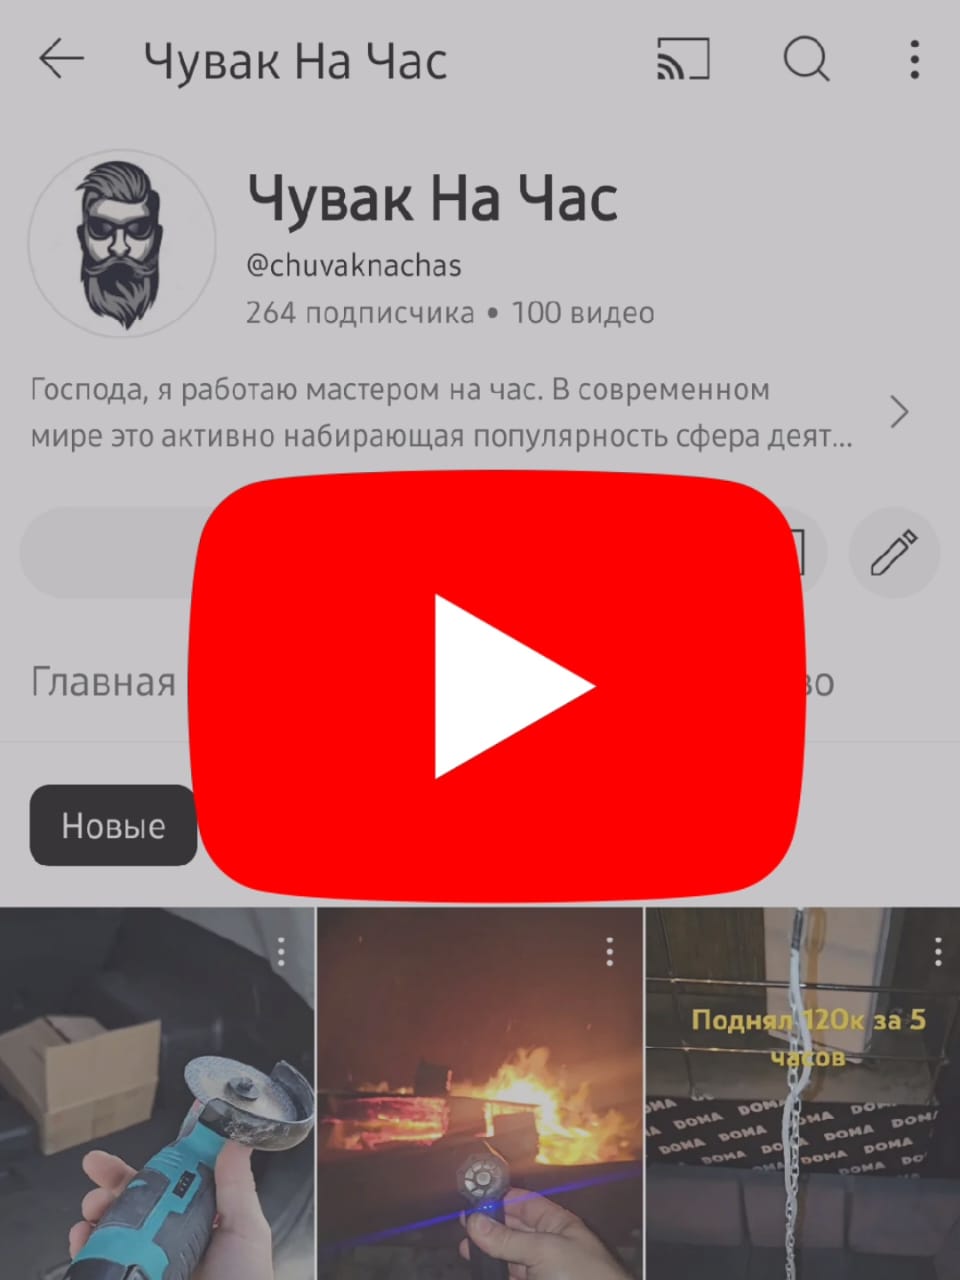 Чувак На Час
Чувак На Час
@chuvaknachas
264 подписчика • 100 видео
Господа, я работаю мастером на час. В современном
мире это активно набирающая популярность сфера деят...
Главная
во
Новые
Поднял 120к за 5
часов
DOMA DOMA DOMA
DOMA DOMA DOMA
DOMA DOMA DOMA